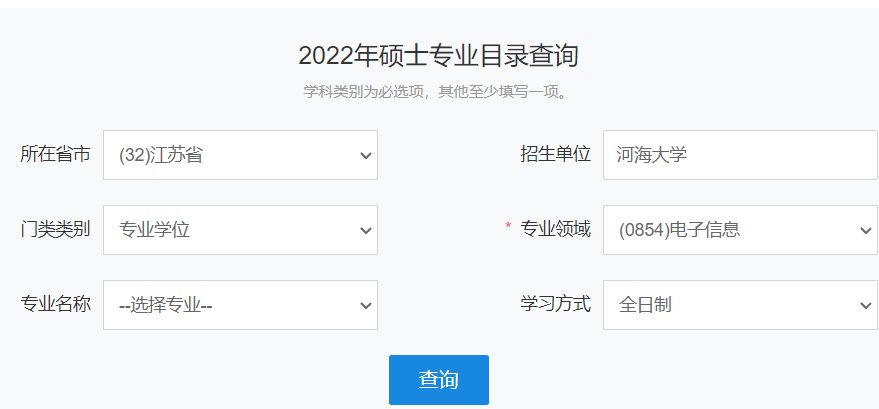 2022年硕士专业目录查询
学科类别为必选项，其他至少填写一项。
所在省市 (32)江苏省 招生单位 河海大学
门类类别 专业学位 * 专业领域 (0854)电子信息
专业名称 --选择专业-- 学习方式 全日制
查询